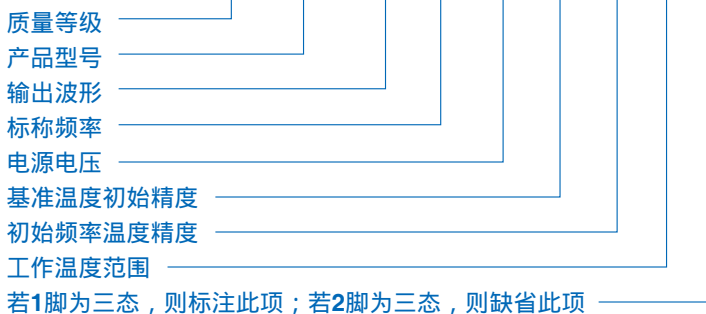 质量等级
产品型号
输出波形
标称频率
电源电压
基准温度初始精度
初始频率温度精度
工作温度范围
若1脚为三态，则标注此项；若2脚为三态，则缺省此项